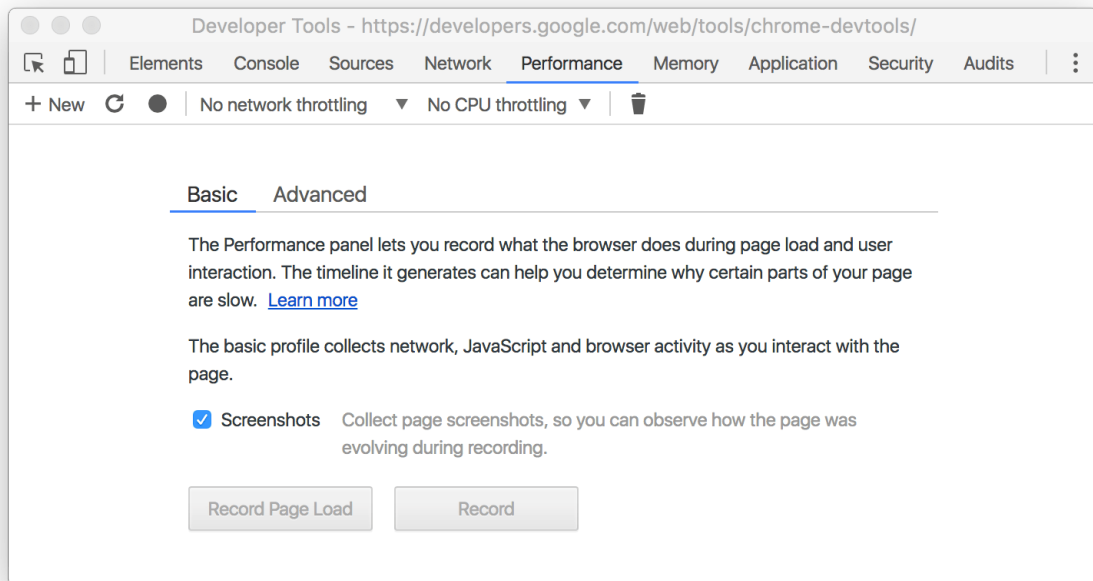 Developer Tools - https://developers.google.com/web/tools/chrome-devtools/
Elements Console Sources Network Performance Memory Application Security Audits
+ New No network throttling ▼ No CPU throttling ▼
Basic Advanced
The Performance panel lets you record what the browser does during page load and user
interaction. The timeline it generates can help you determine why certain parts of your page
are slow. Learn more
The basic profile collects network, JavaScript and browser activity as you interact with the
page.
Screenshots Collect page screenshots, so you can observe how the page was
evolving during recording.
Record Page Load Record